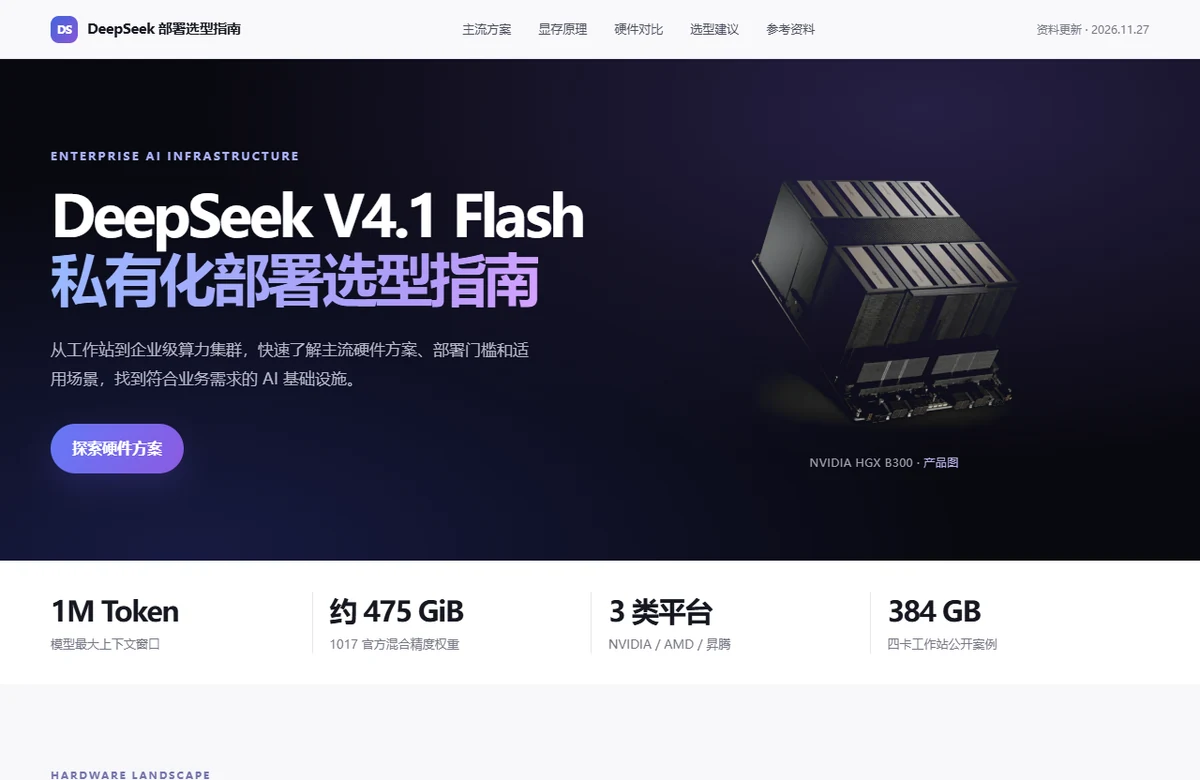 DS DeepSeek 部署选型指南
主流方案 显存原理 硬件对比 选型建议 参考资料
资料更新 · 2026.11.27
ENTERPRISE AI INFRASTRUCTURE
DeepSeek V4.1 Flash
私有化部署选型指南
从工作站到企业级算力集群，快速了解主流硬件方案、部署门槛和适
用场景，找到符合业务需求的 AI 基础设施。
探索硬件方案
NVIDIA HGX B300 · 产品图
1M Token
模型最大上下文窗口
约 475 GiB
1017 官方混合精度权重
3 类平台
NVIDIA / AMD / 昇腾
384 GB
四卡工作站公开案例
HARDWARE LANDSCAPE